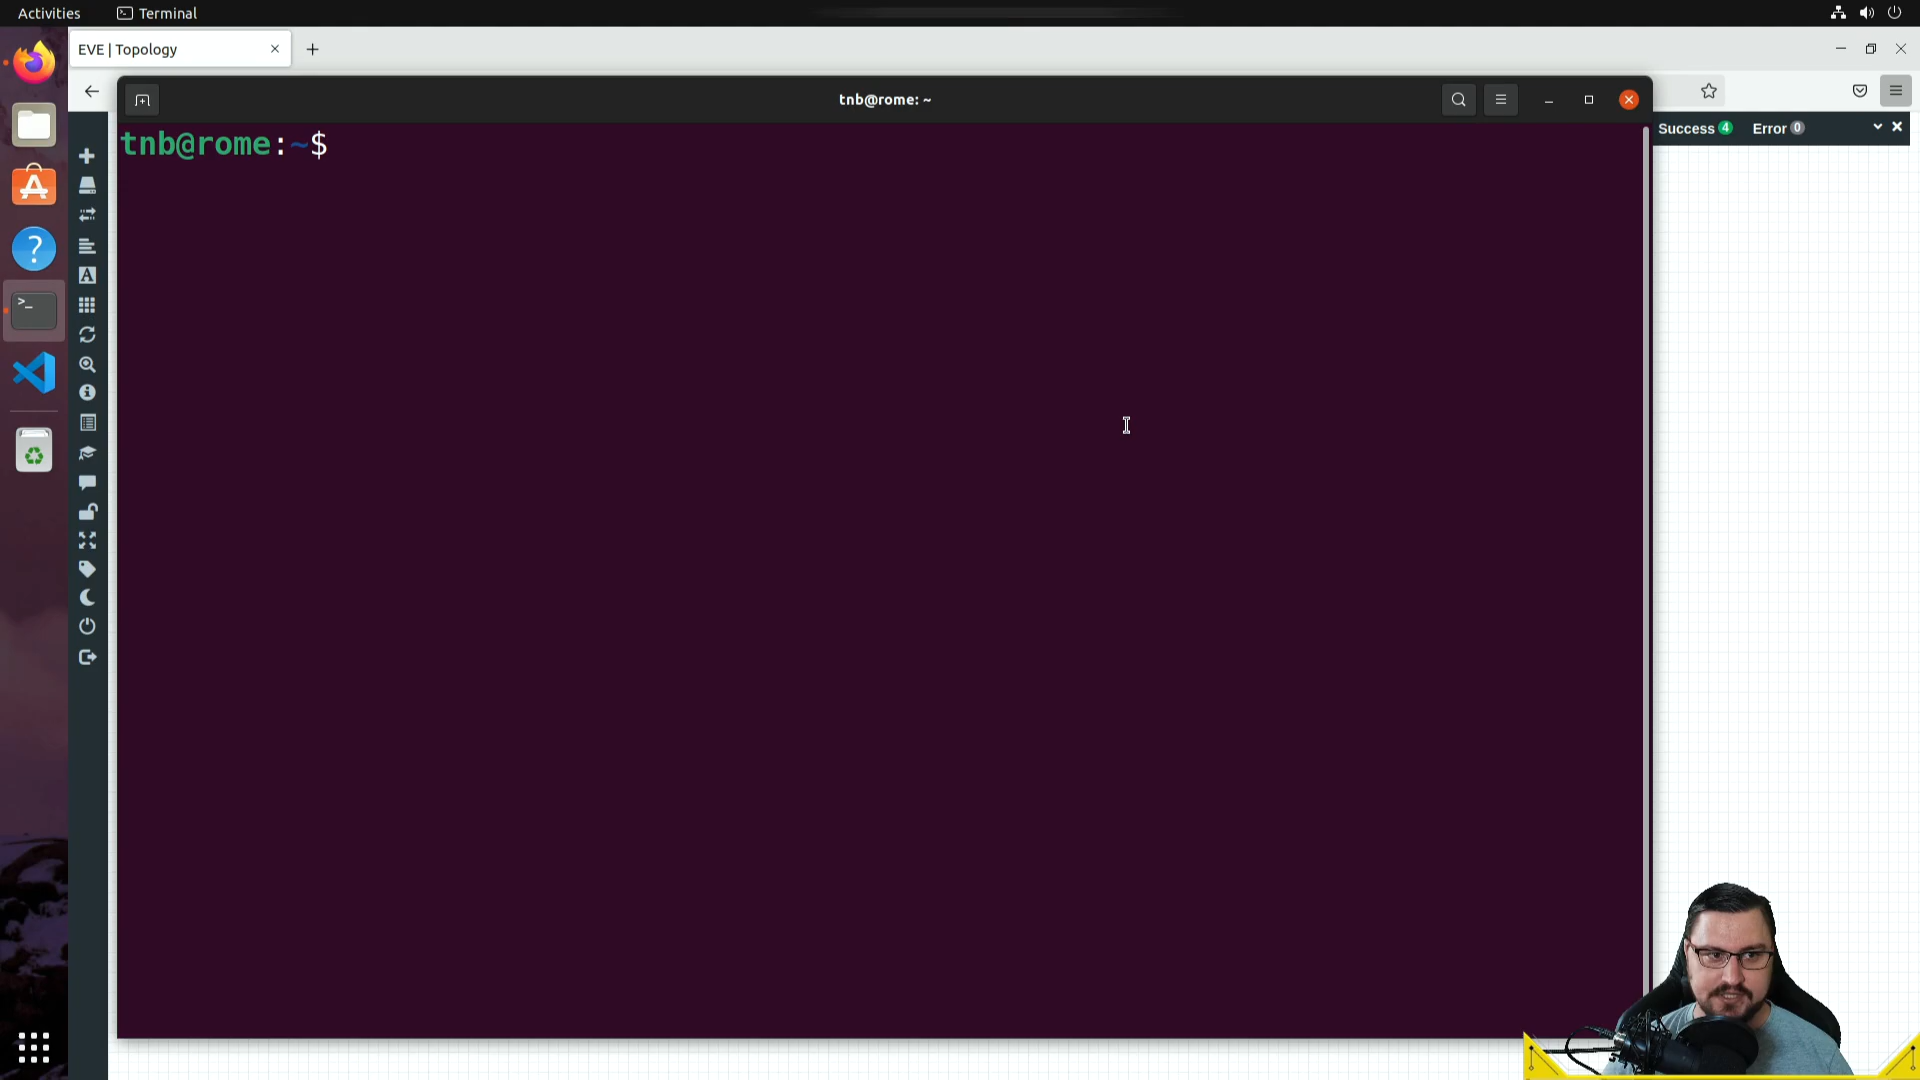 Activities
Terminal
EVE | Topology
tnb@rome: ~
Success 4 Error 0
tnb@rome:~$